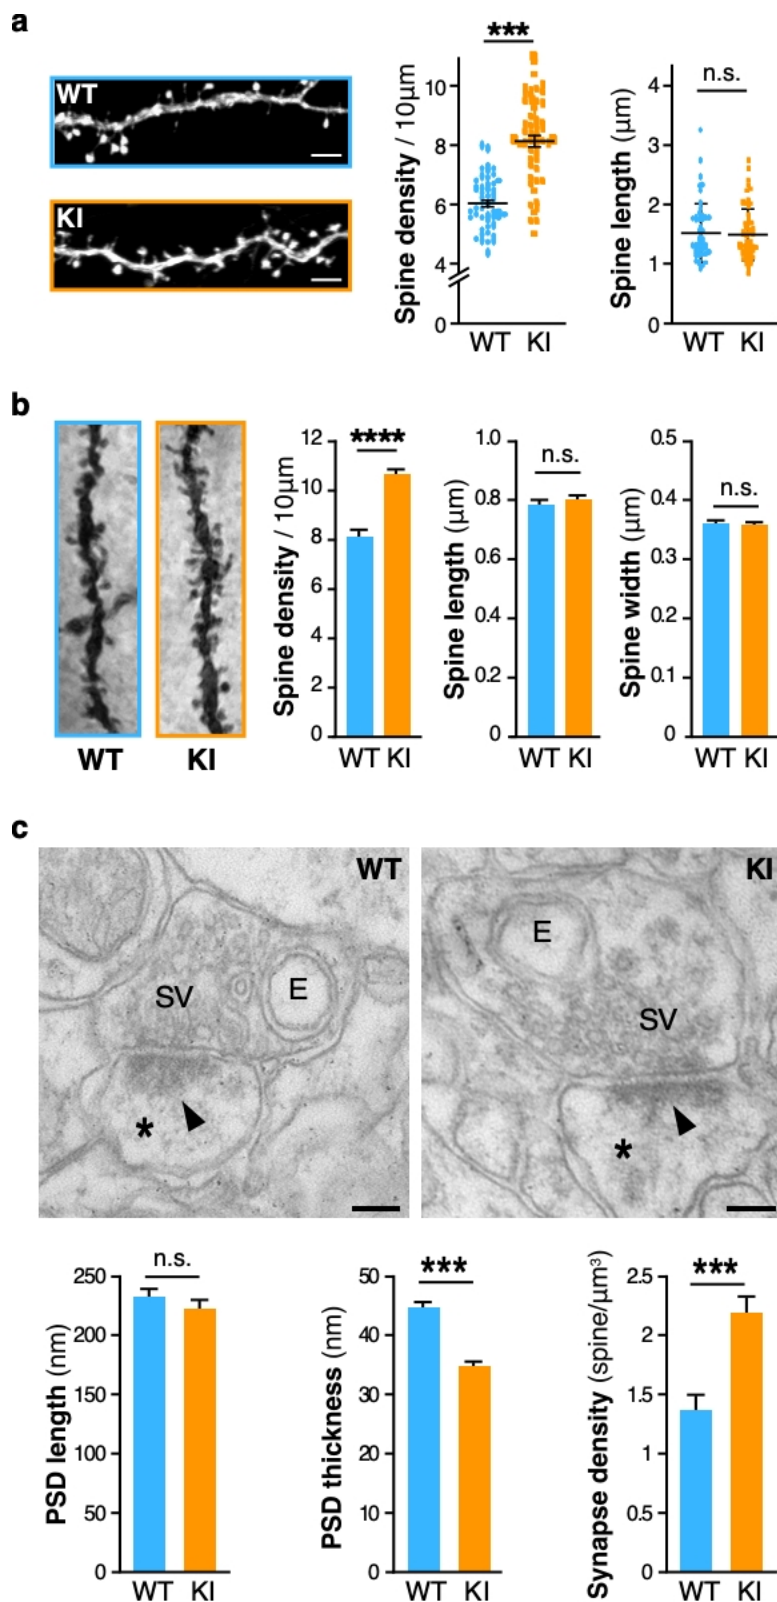 a
WT
KI
Spine density / 10µm
10
8
6
4
0
***
WT KI
Spine length (µm)
4
3
2
1
0
n.s.
WT KI
b
WT KI
Spine density / 10µm
12
10
8
6
4
2
0
****
WT KI
Spine length (µm)
1.0
0.8
0.6
0.4
0.2
0
n.s.
WT KI
Spine width (µm)
0.5
0.4
0.3
0.2
0.1
0
n.s.
WT KI
c
WT
SV
E
*
KI
E
SV
*
PSD length (nm)
250
200
150
100
50
0
n.s.
WT KI
PSD thickness (nm)
50
40
30
20
10
0
***
WT KI
Synapse density (spine/µm³)
2.5
2
1.5
1
0.5
0
***
WT KI